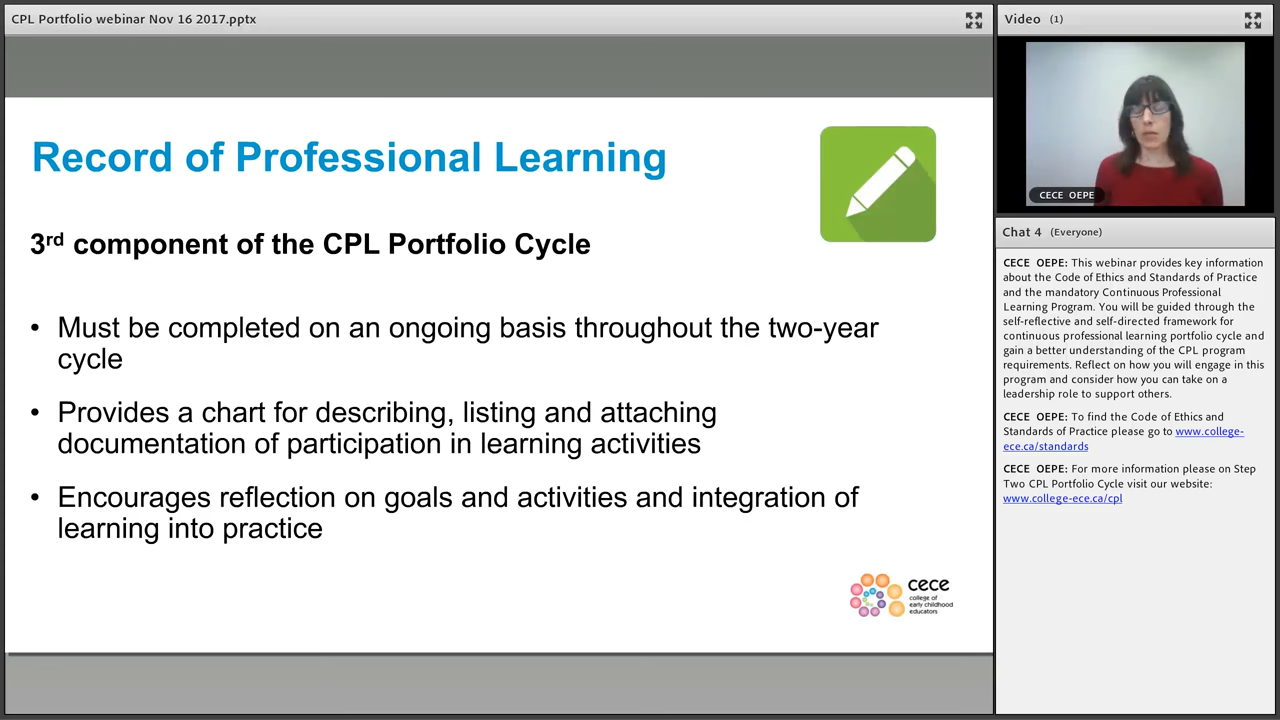 CPL Portfolio webinar Nov 16 2017.pptx
Record of Professional Learning
3rd component of the CPL Portfolio Cycle
• Must be completed on an ongoing basis throughout the two-year
cycle
• Provides a chart for describing, listing and attaching
documentation of participation in learning activities
• Encourages reflection on goals and activities and integration of
learning into practice
cece
college of
early childhood
educators
Video (1)
CECE OEPE
Chat 4 (Everyone)
CECE OEPE: This webinar provides key information
about the Code of Ethics and Standards of Practice
and the mandatory Continuous Professional
Learning Program. You will be guided through the
self-reflective and self-directed framework for
continuous professional learning portfolio cycle and
gain a better understanding of the CPL program
requirements. Reflect on how you will engage in this
program and consider how you can take on a
leadership role to support others.
CECE OEPE: To find the Code of Ethics and
Standards of Practice please go to www.college-
ece.ca/standards
CECE OEPE: For more information please on Step
Two CPL Portfolio Cycle visit our website:
www.college-ece.ca/cpl